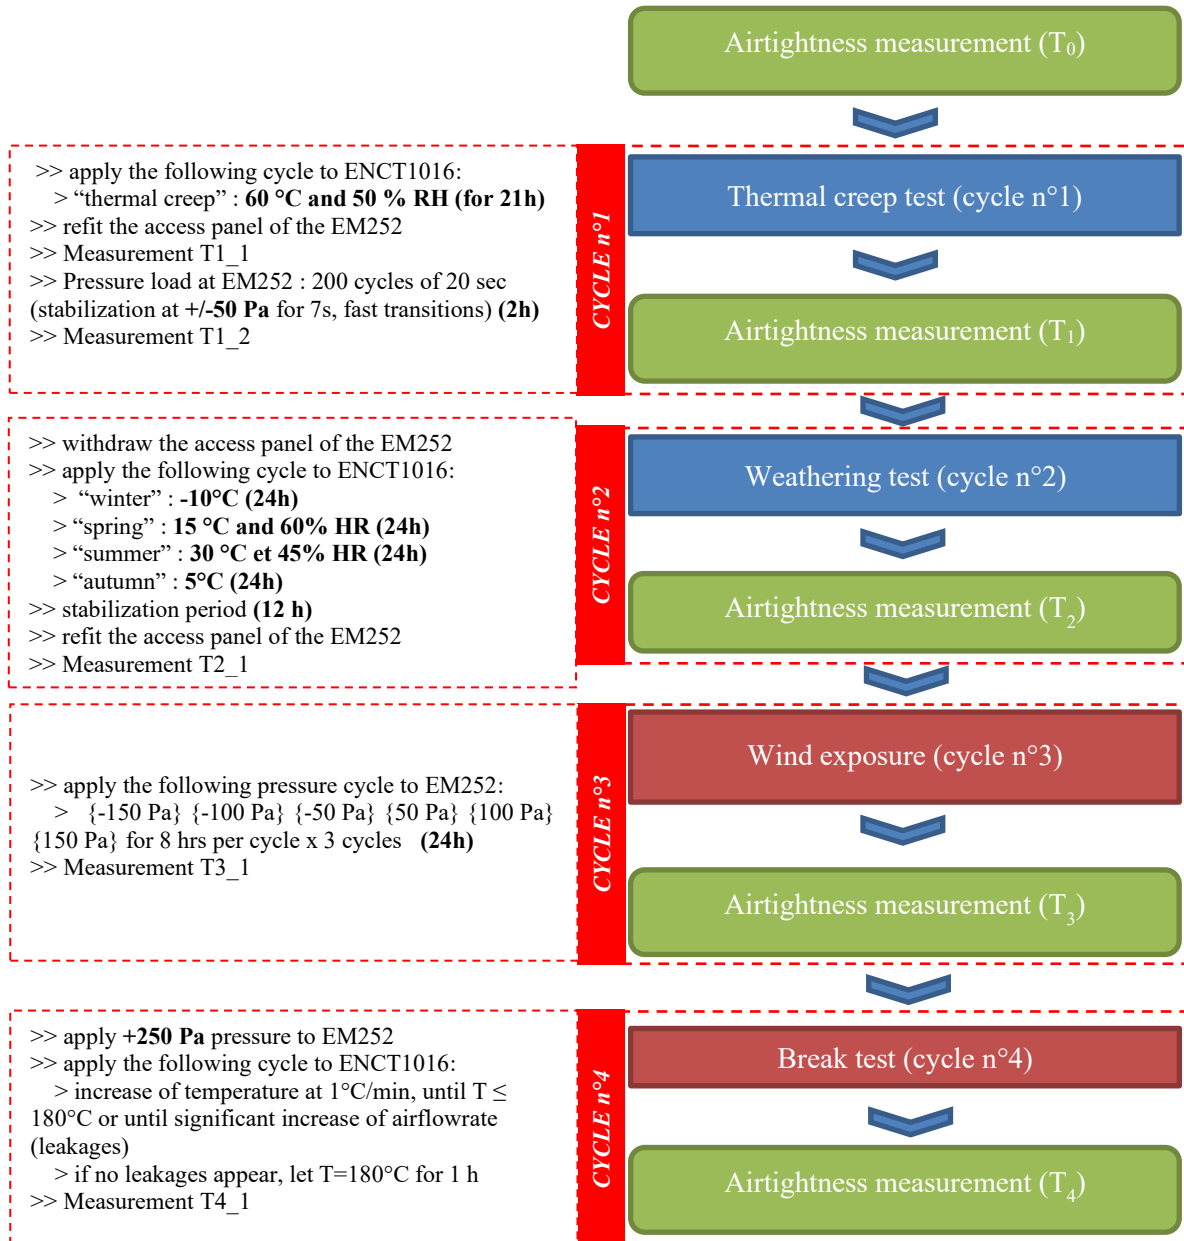 Airtightness measurement (T0)
>> apply the following cycle to ENCT1016:
> “thermal creep” : 60 °C and 50 % RH (for 21h)
>> refit the access panel of the EM252
>> Measurement T1_1
>> Pressure load at EM252 : 200 cycles of 20 sec
(stabilization at +/-50 Pa for 7s, fast transitions) (2h)
>> Measurement T1_2
CYCLE n°1
Thermal creep test (cycle n°1)
Airtightness measurement (T1)
>> withdraw the access panel of the EM252
>> apply the following cycle to ENCT1016:
> “winter” : -10°C (24h)
> “spring” : 15 °C and 60% HR (24h)
> “summer” : 30 °C et 45% HR (24h)
> “autumn” : 5°C (24h)
>> stabilization period (12 h)
>> refit the access panel of the EM252
>> Measurement T2_1
CYCLE n°2
Weathering test (cycle n°2)
Airtightness measurement (T2)
>> apply the following pressure cycle to EM252:
> {-150 Pa} {-100 Pa} {-50 Pa} {50 Pa} {100 Pa}
{150 Pa} for 8 hrs per cycle x 3 cycles (24h)
>> Measurement T3_1
CYCLE n°3
Wind exposure (cycle n°3)
Airtightness measurement (T3)
>> apply +250 Pa pressure to EM252
>> apply the following cycle to ENCT1016:
> increase of temperature at 1°C/min, until T ≤
180°C or until significant increase of airflowrate
(leakages)
> if no leakages appear, let T=180°C for 1 h
>> Measurement T4_1
CYCLE n°4
Break test (cycle n°4)
Airtightness measurement (T4)